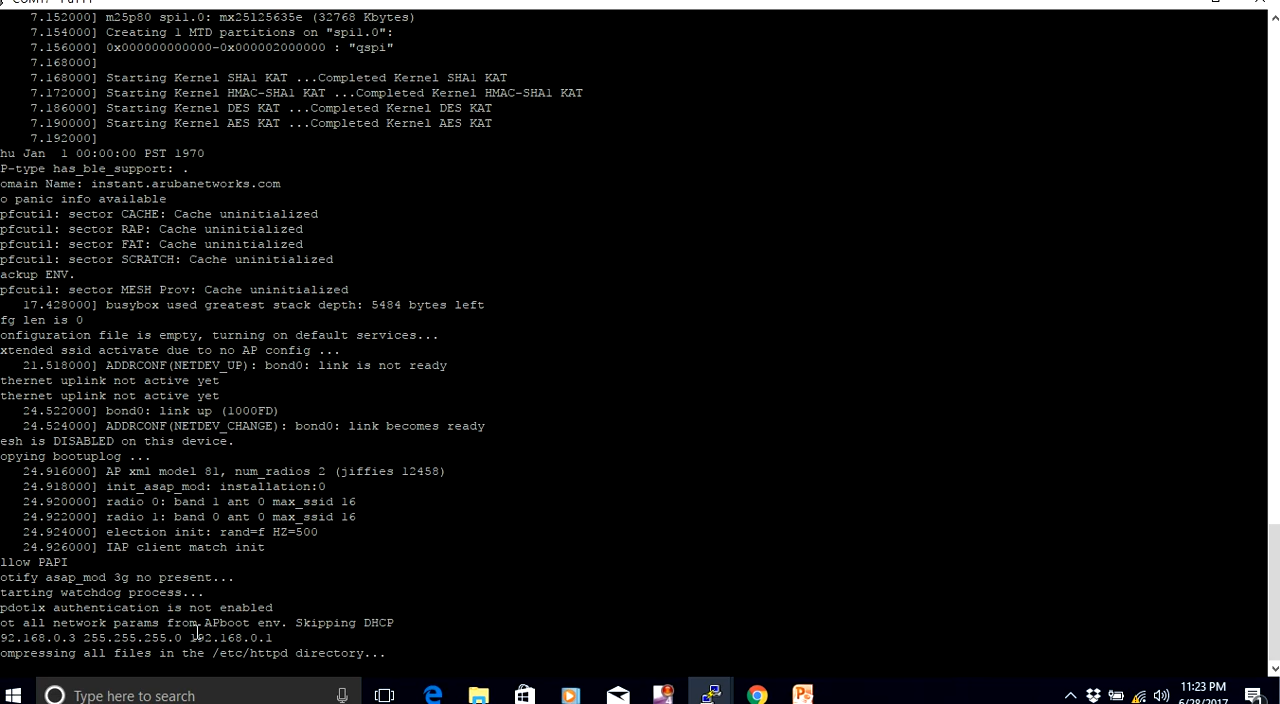 7.152000] m25p80 spi1.0: mx25l25635e (32768 Kbytes)
7.154000] Creating 1 MTD partitions on "spi1.0":
7.156000] 0x000000000000-0x000002000000 : "qspi"
7.168000]
7.168000] Starting Kernel SHA1 KAT ...Completed Kernel SHA1 KAT
7.172000] Starting Kernel HMAC-SHA1 KAT ...Completed Kernel HMAC-SHA1 KAT
7.186000] Starting Kernel DES KAT ...Completed Kernel DES KAT
7.190000] Starting Kernel AES KAT ...Completed Kernel AES KAT
7.192000]
hu Jan  1 00:00:00 PST 1970
P-type has_ble_support: .
omain Name: instant.arubanetworks.com
o panic info available
pfcutil: sector CACHE: Cache uninitialized
pfcutil: sector RAP: Cache uninitialized
pfcutil: sector FAT: Cache uninitialized
pfcutil: sector SCRATCH: Cache uninitialized
ackup ENV.
pfcutil: sector MESH Prov: Cache uninitialized
17.428000] busybox used greatest stack depth: 5484 bytes left
fg len is 0
onfiguration file is empty, turning on default services...
xtended ssid activate due to no AP config ...
21.518000] ADDRCONF(NETDEV_UP): bond0: link is not ready
thernet uplink not active yet
thernet uplink not active yet
24.522000] bond0: link up (1000FD)
24.524000] ADDRCONF(NETDEV_CHANGE): bond0: link becomes ready
esh is DISABLED on this device.
opying bootuplog ...
24.916000] AP xml model 81, num_radios 2 (jiffies 12458)
24.918000] init_asap_mod: installation:0
24.920000] radio 0: band 1 ant 0 max_ssid 16
24.922000] radio 1: band 0 ant 0 max_ssid 16
24.924000] election init: rand=f HZ=500
24.926000] IAP client match init
llow PAPI
otify asap_mod 3g no present...
tarting watchdog process...
pdot1x authentication is not enabled
ot all network params from APboot env. Skipping DHCP
92.168.0.3 255.255.255.0 192.168.0.1
ompressing all files in the /etc/httpd directory...
Type here to search
11:23 PM
6/28/2017